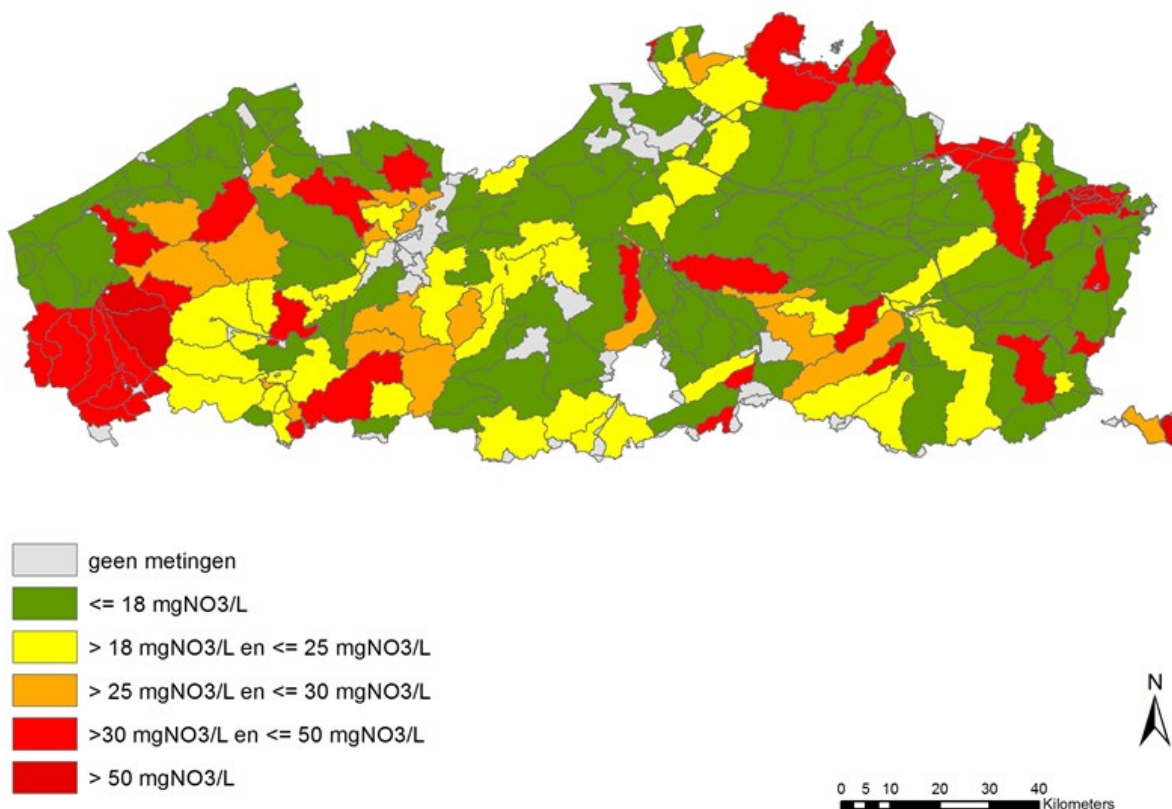 geen metingen
<= 18 mgNO3/L
> 18 mgNO3/L en <= 25 mgNO3/L
> 25 mgNO3/L en <= 30 mgNO3/L
>30 mgNO3/L en <= 50 mgNO3/L
> 50 mgNO3/L
N
0 5 10 20 30 40
Kilometers